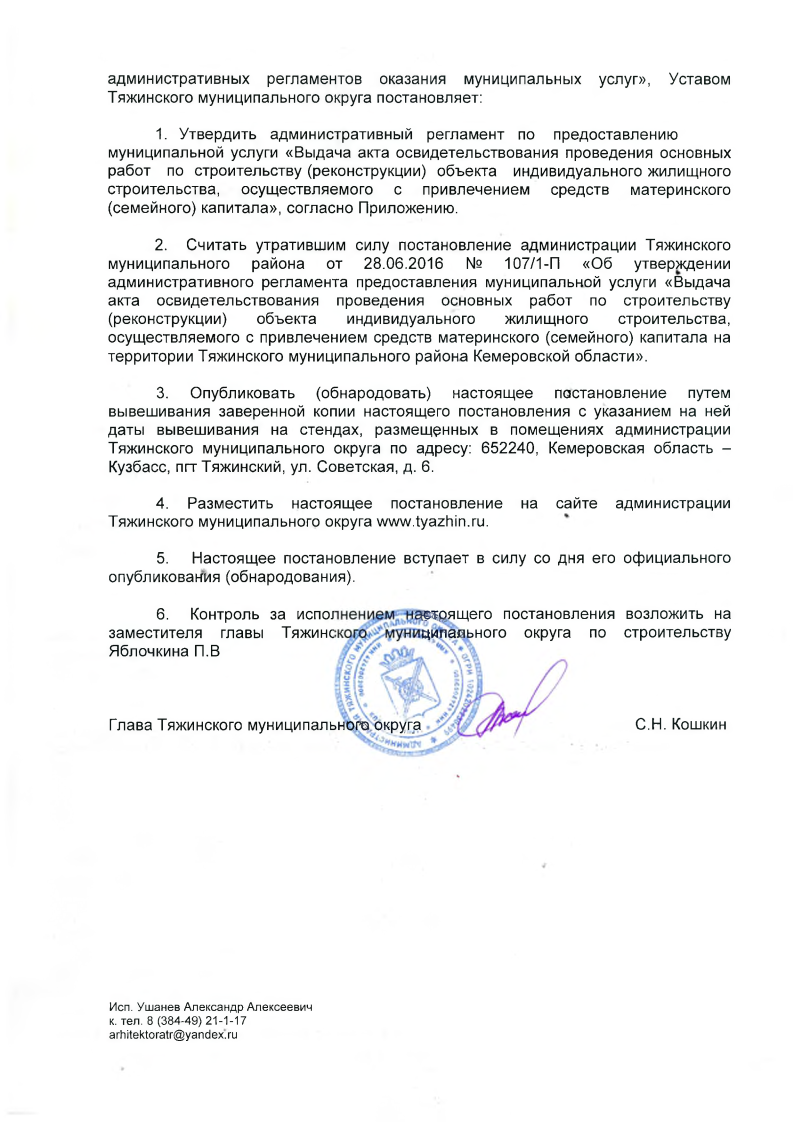 административных регламентов оказания муниципальных услуг», Уставом
Тяжинского муниципального округа постановляет:
1. Утвердить административный регламент по предоставлению
муниципальной услуги «Выдача акта освидетельствования проведения основных
работ по строительству (реконструкции) объекта индивидуального жилищного
строительства, осуществляемого с привлечением средств материнского
(семейного) капитала», согласно Приложению.
2. Считать утратившим силу постановление администрации Тяжинского
муниципального района от 28.06.2016 № 107/1-П «Об утверждении
административного регламента предоставления муниципальной услуги «Выдача
акта освидетельствования проведения основных работ по строительству
(реконструкции) объекта индивидуального жилищного строительства,
осуществляемого с привлечением средств материнского (семейного) капитала на
территории Тяжинского муниципального района Кемеровской области».
3. Опубликовать (обнародовать) настоящее постановление путем
вывешивания заверенной копии настоящего постановления с указанием на ней
даты вывешивания на стендах, размещенных в помещениях администрации
Тяжинского муниципального округа по адресу: 652240, Кемеровская область –
Кузбасс, пгт Тяжинский, ул. Советская, д. 6.
4. Разместить настоящее постановление на сайте администрации
Тяжинского муниципального округа www.tyazhin.ru.
5. Настоящее постановление вступает в силу со дня его официального
опубликования (обнародования).
6. Контроль за исполнением настоящего постановления возложить на
заместителя главы Тяжинского муниципального округа по строительству
Яблочкина П.В
АДМИНИСТРАЦИЯ ТЯЖИНСКОГО МУНИЦИПАЛЬНОГО ОКРУГА * ОГРН
Глава Тяжинского муниципального округа С.Н. Кошкин
Исп. Ушанев Александр Алексеевич
к. тел. 8 (384-49) 21-1-17
arhitektoratr@yandex.ru